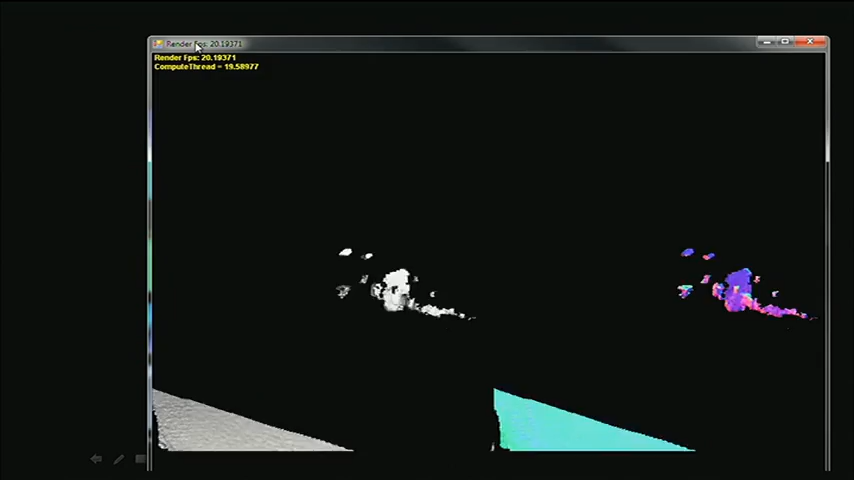 Render Fps: 20.19371
Render Fps: 20.19371
ComputeThread = 19.58977